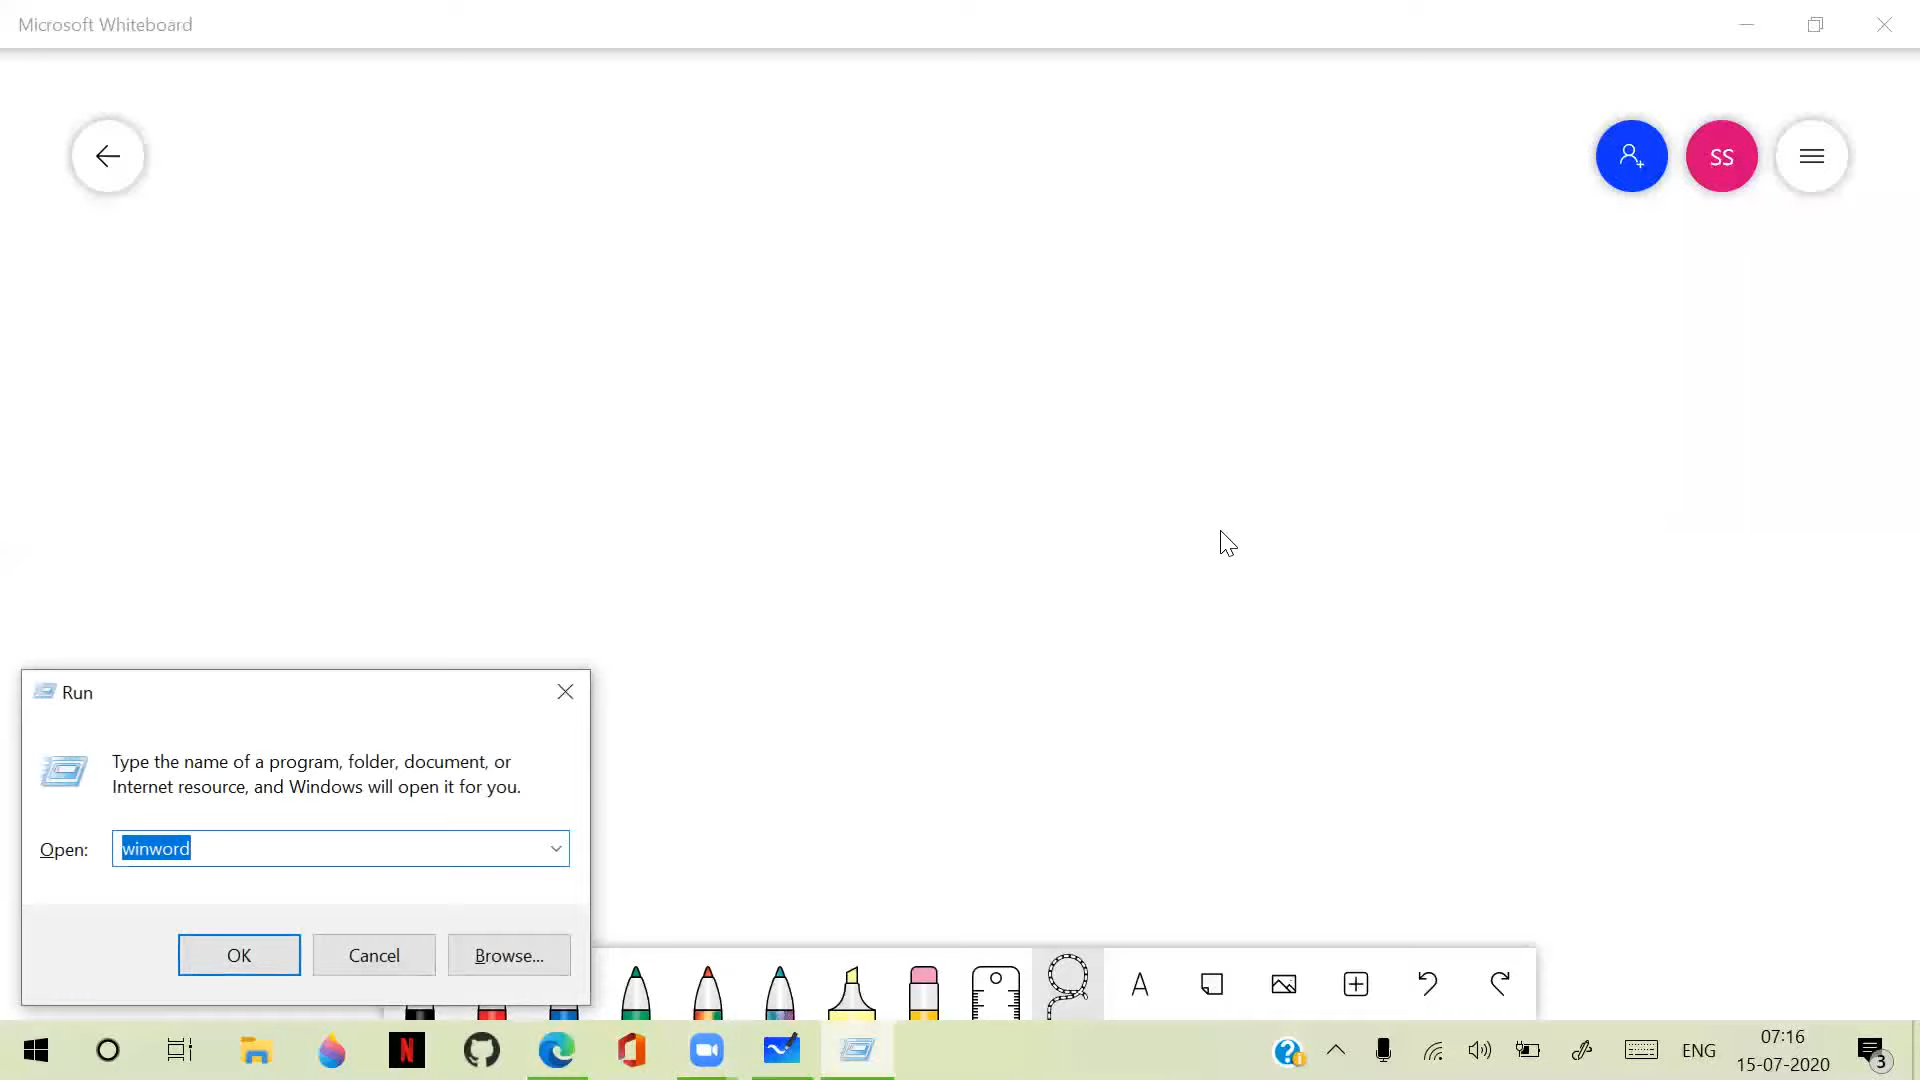 Microsoft Whiteboard
SS
Run
Type the name of a program, folder, document, or
Internet resource, and Windows will open it for you.
Open:
winword
OK
Cancel
Browse...
A
N
?
ENG
07:16
15-07-2020
3